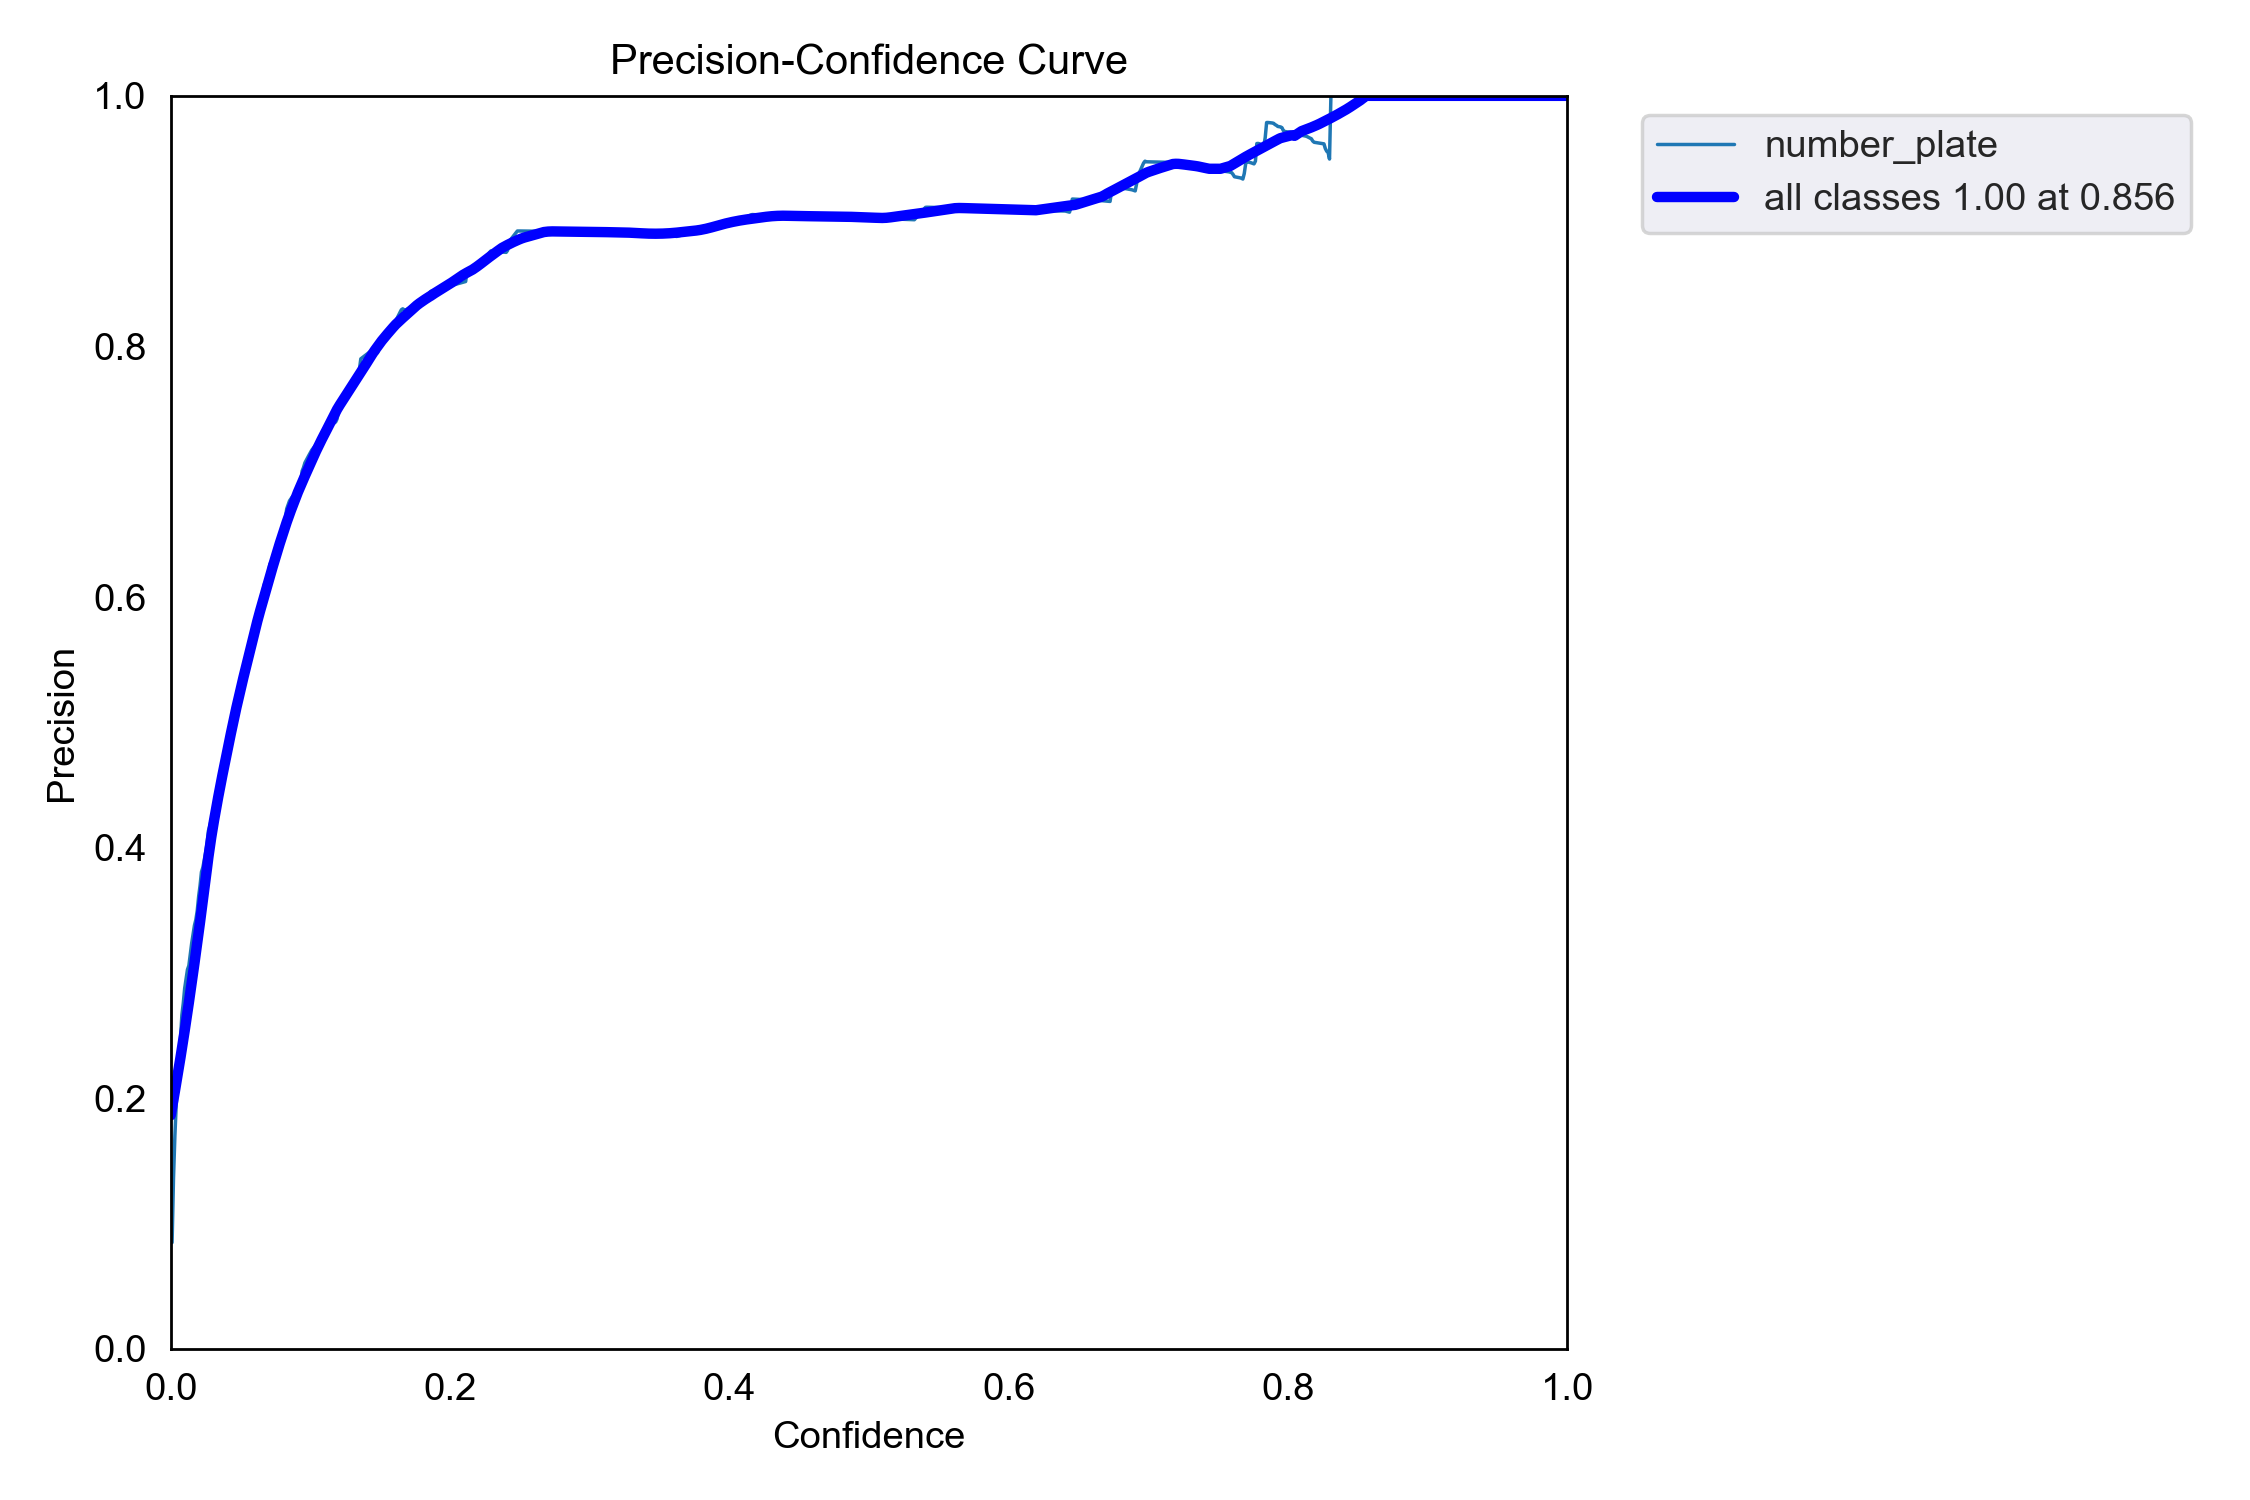 Precision-Confidence Curve
1.0
0.8
0.6
0.4
0.2
0.0
Precision
0.0 0.2 0.4 0.6 0.8 1.0
Confidence
number_plate
all classes 1.00 at 0.856